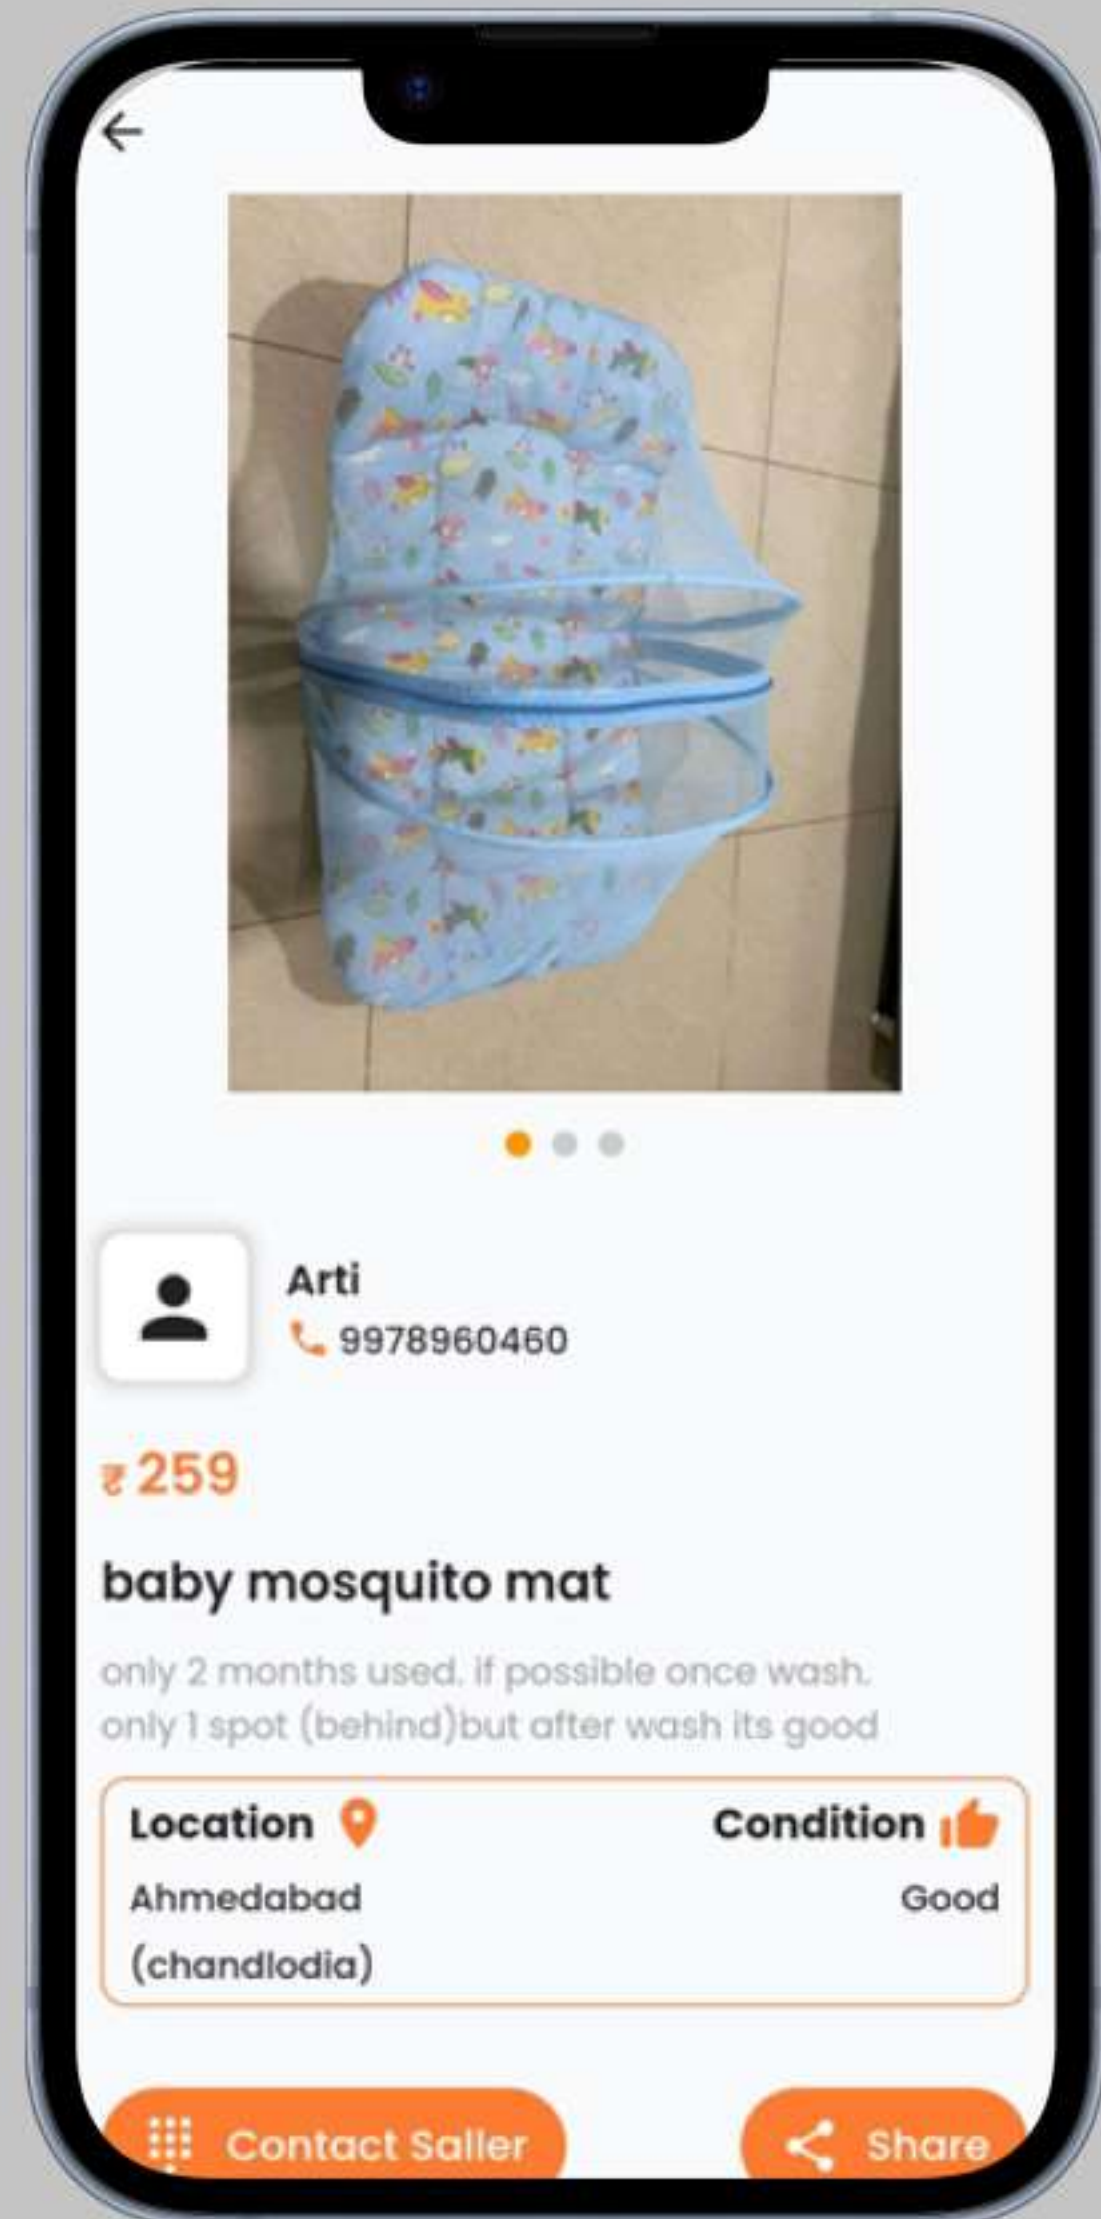 Arti
9978960460
₹ 259
baby mosquito mat
only 2 months used. if possible once wash.
only 1 spot (behind)but after wash its good
Location
Condition
Ahmedabad
(chandlodia)
Good
Contact Saller
Share